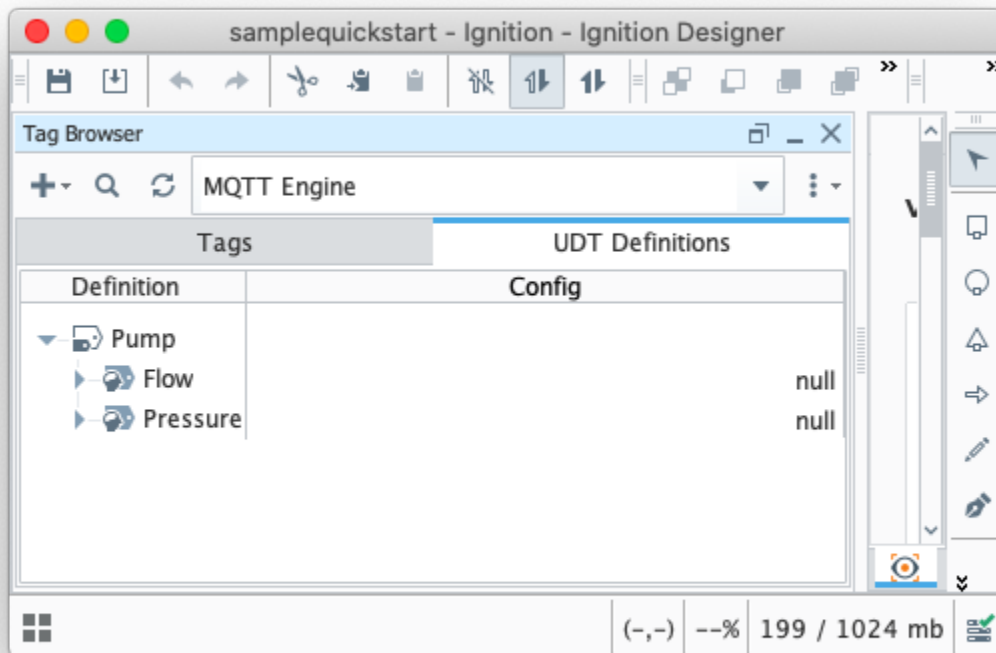 samplequickstart - Ignition - Ignition Designer
Tag Browser
MQTT Engine
Tags UDT Definitions
Definition Config
Pump
Flow null
Pressure null
(-,-) --% 199 / 1024 mb